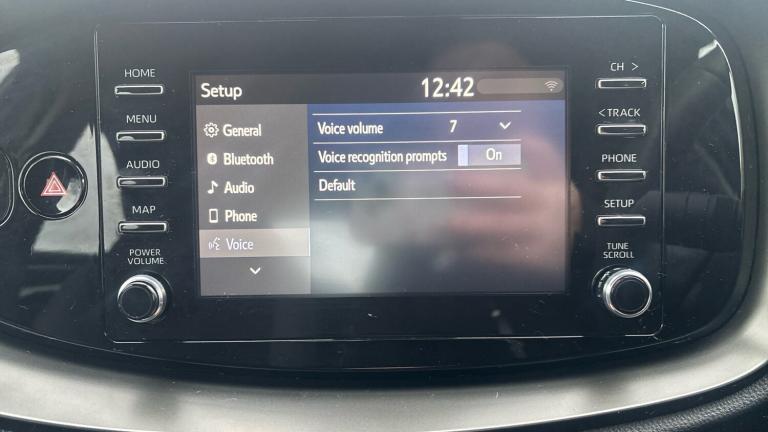 HOME
MENU
AUDIO
MAP
POWER
VOLUME
Setup
12:42
General
Bluetooth
Audio
Phone
Voice
Voice volume 7
Voice recognition prompts On
Default
CH >
< TRACK
PHONE
SETUP
TUNE
SCROLL